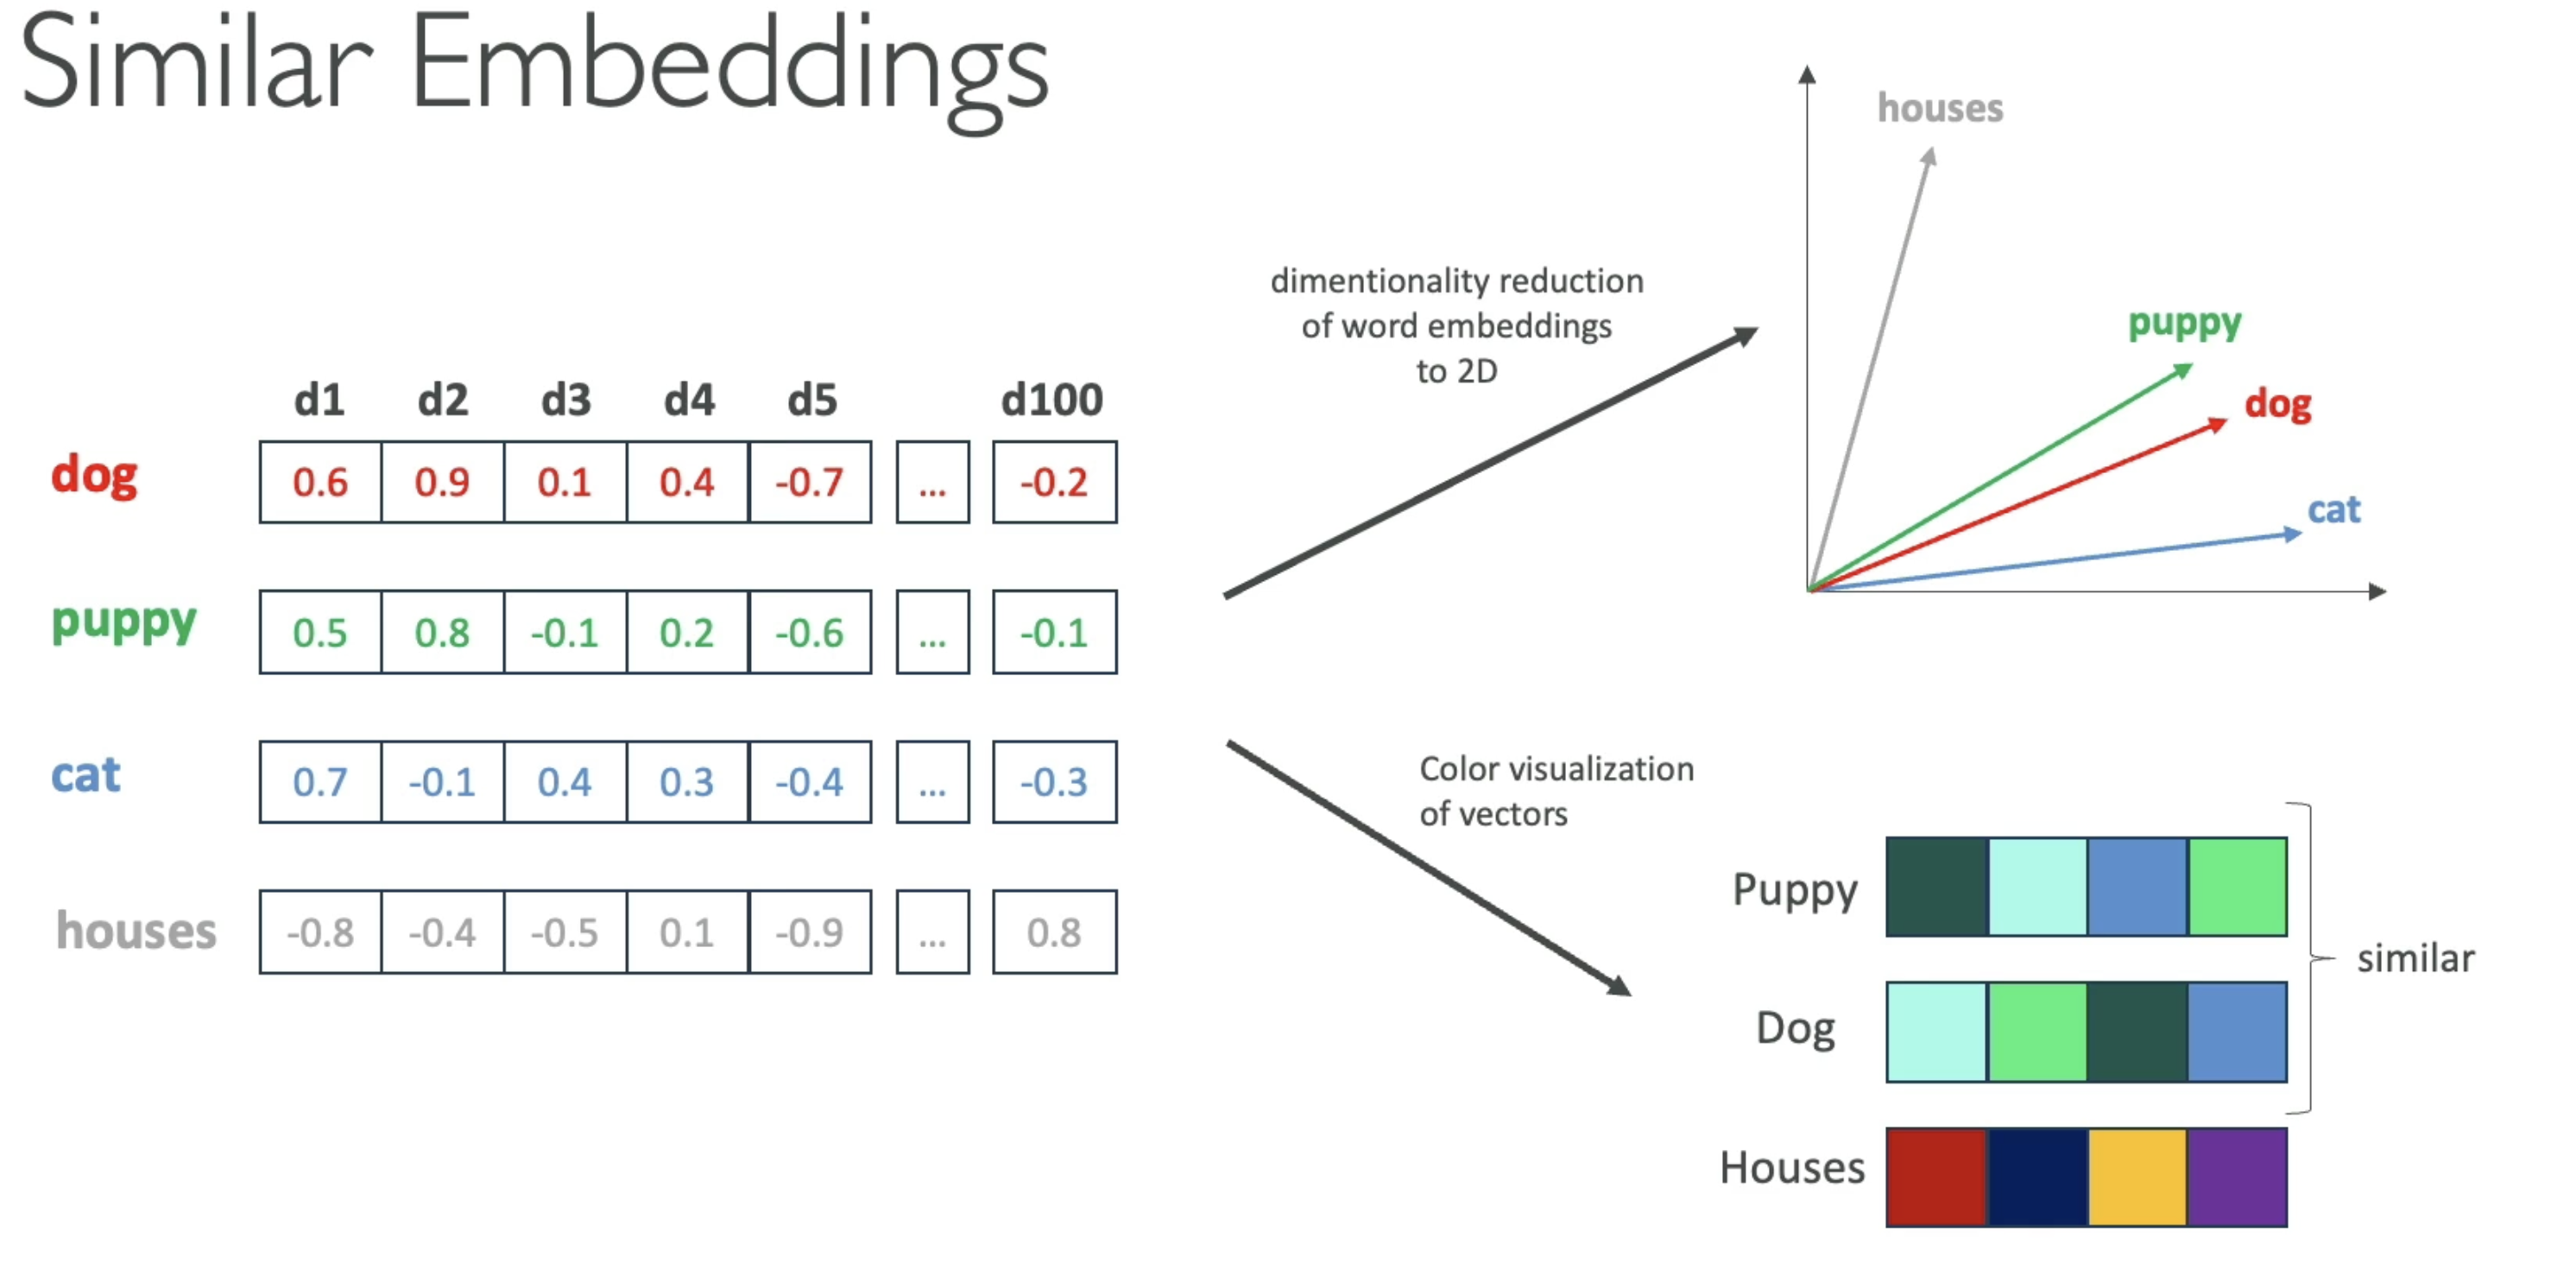 Similar Embeddings
d1 d2 d3 d4 d5 d100
dog 0.6 0.9 0.1 0.4 -0.7 ... -0.2
puppy 0.5 0.8 -0.1 0.2 -0.6 ... -0.1
cat 0.7 -0.1 0.4 0.3 -0.4 ... -0.3
houses -0.8 -0.4 -0.5 0.1 -0.9 ... 0.8
dimentionality reduction
of word embeddings
to 2D
houses
puppy
dog
cat
Color visualization
of vectors
Puppy
Dog
Houses
similar